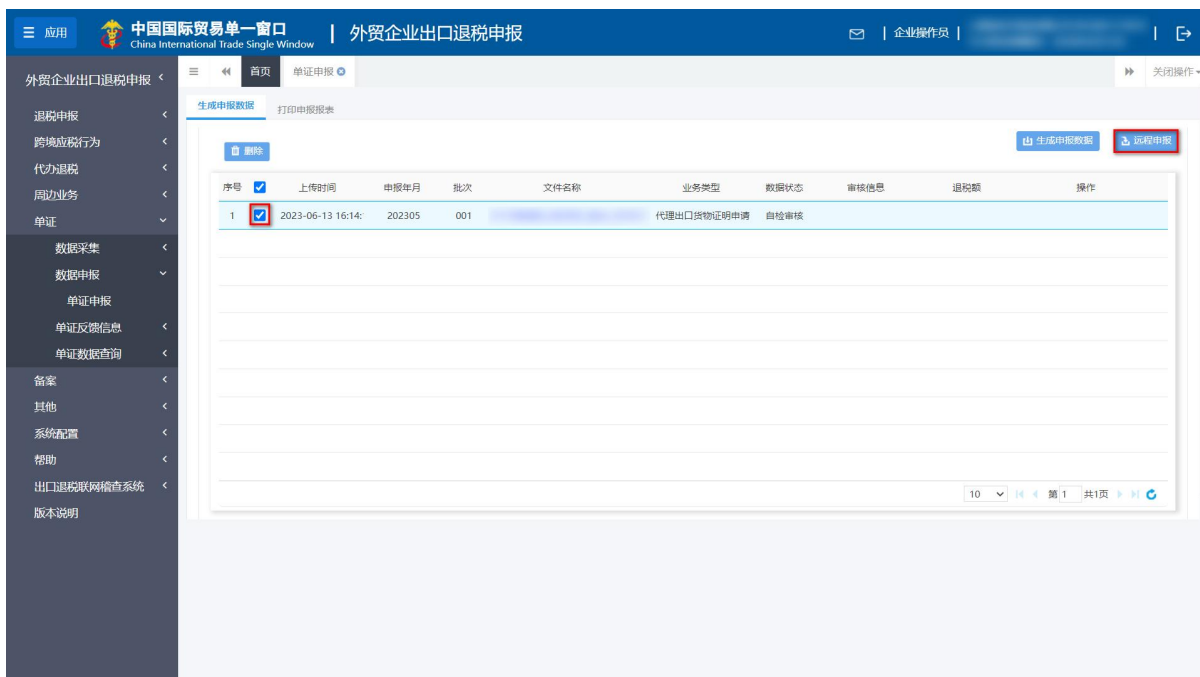 应用
中国国际贸易单一窗口
China International Trade Single Window
外贸企业出口退税申报
企业操作员
外贸企业出口退税申报
首页
单证申报
关闭操作
退税申报
跨境应税行为
代办退税
周边业务
单证
数据采集
数据申报
单证申报
单证反馈信息
单证数据查询
备案
其他
系统配置
帮助
出口退税联网稽查系统
版本说明
生成申报数据
打印申报报表
删除
生成申报数据
远程申报
序号 上传时间 申报年月 批次 文件名称 业务类型 数据状态 审核信息 退税额 操作
1 2023-06-13 16:14: 202305 001 代理出口货物证明申请 自检审核
10 第 1 共1页